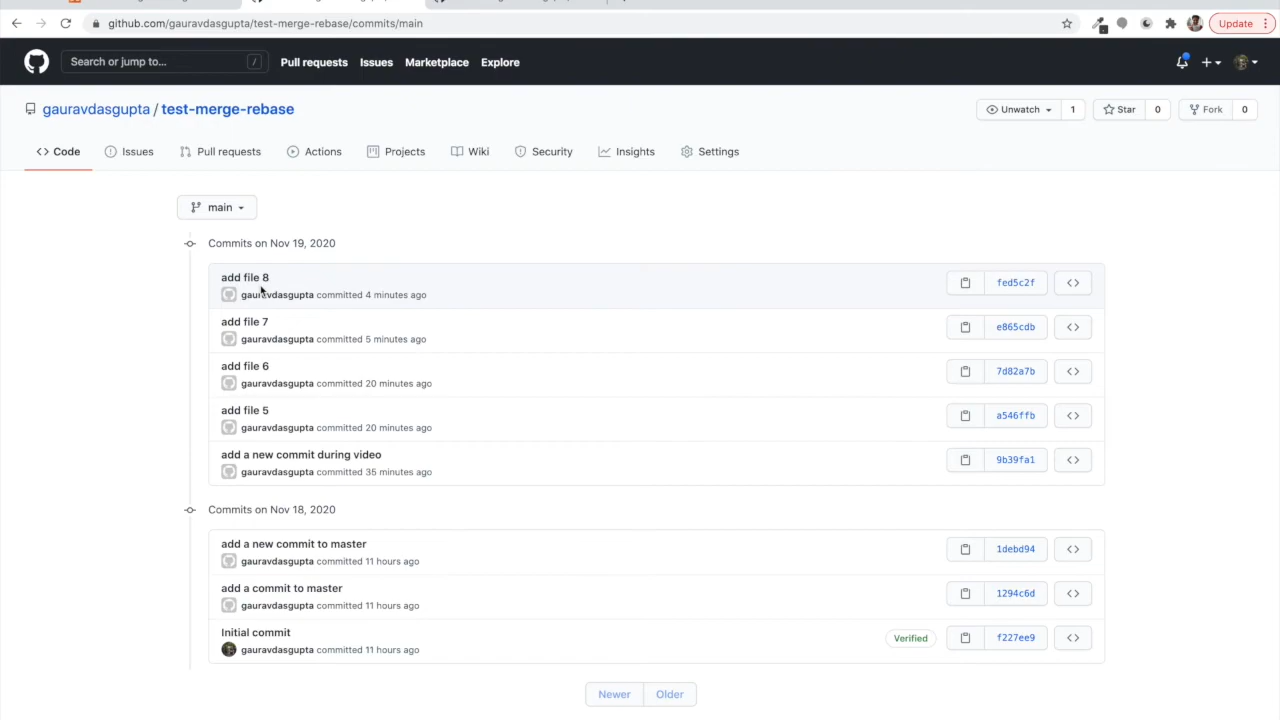 github.com/gauravdasgupta/test-merge-rebase/commits/main
Update
Search or jump to...
/
Pull requests
Issues
Marketplace
Explore
gauravdasgupta / test-merge-rebase
Unwatch 1
Star 0
Fork 0
Code
Issues
Pull requests
Actions
Projects
Wiki
Security
Insights
Settings
main
Commits on Nov 19, 2020
add file 8
gauravdasgupta committed 4 minutes ago
fed5c2f
add file 7
gauravdasgupta committed 5 minutes ago
e865cdb
add file 6
gauravdasgupta committed 20 minutes ago
7d82a7b
add file 5
gauravdasgupta committed 20 minutes ago
a546ffb
add a new commit during video
gauravdasgupta committed 35 minutes ago
9b39fa1
Commits on Nov 18, 2020
add a new commit to master
gauravdasgupta committed 11 hours ago
1debd94
add a commit to master
gauravdasgupta committed 11 hours ago
1294c6d
Initial commit
gauravdasgupta committed 11 hours ago
Verified
f227ee9
Newer
Older